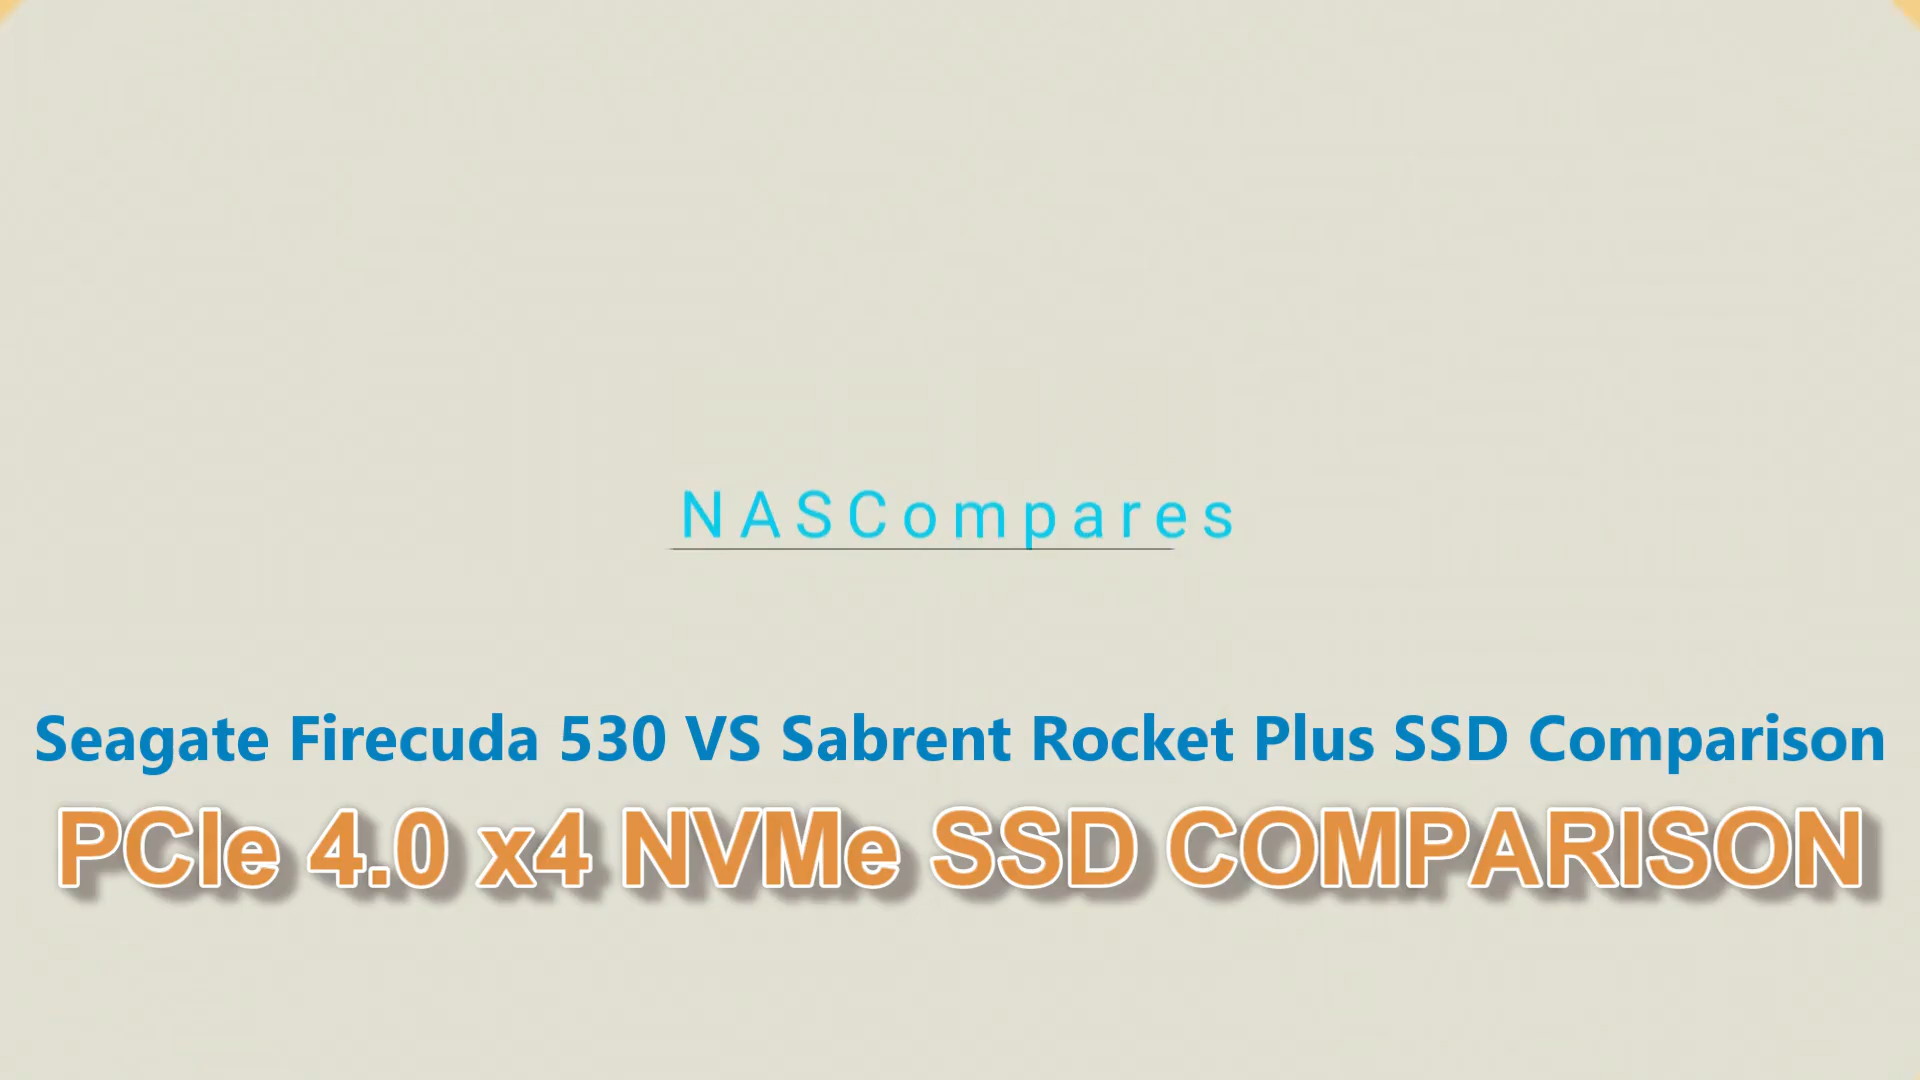 NASCompares
Seagate Firecuda 530 VS Sabrent Rocket Plus SSD Comparison
PCIe 4.0 x4 NVMe SSD COMPARISON